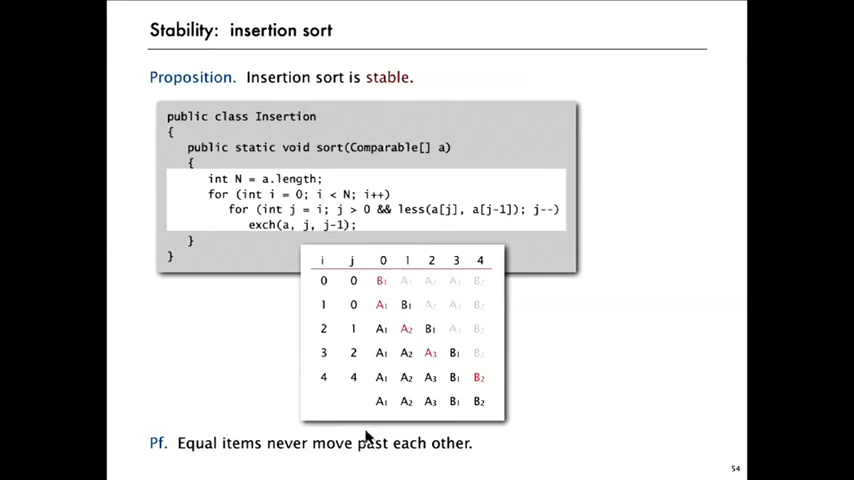 Stability: insertion sort
Proposition. Insertion sort is stable.
public class Insertion
{
public static void sort(Comparable[] a)
{
int N = a.length;
for (int i = 0; i < N; i++)
for (int j = i; j > 0 && less(a[j], a[j-1]); j--)
exch(a, j, j-1);
}
}
i j 0 1 2 3 4
0 0 B₁ A₁ A₂ A₃ B₂
1 0 A₁ B₁ A₂ A₃ B₂
2 1 A₁ A₂ B₁ A₃ B₂
3 2 A₁ A₂ A₃ B₁ B₂
4 4 A₁ A₂ A₃ B₁ B₂
A₁ A₂ A₃ B₁ B₂
Pf. Equal items never move past each other.
54